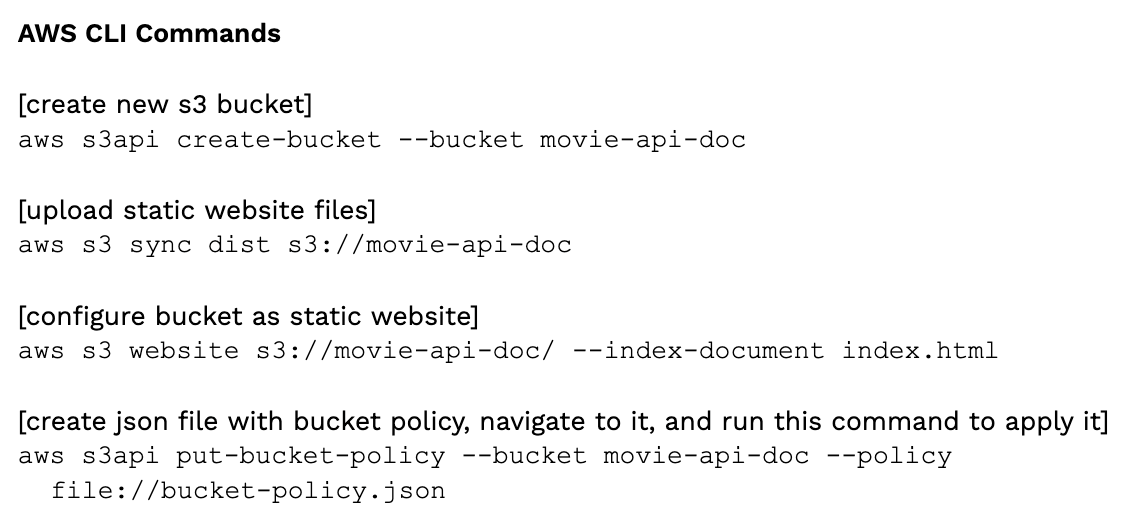 AWS CLI Commands
[create new s3 bucket]
aws s3api create-bucket --bucket movie-api-doc
[upload static website files]
aws s3 sync dist s3://movie-api-doc
[configure bucket as static website]
aws s3 website s3://movie-api-doc/ --index-document index.html
[create json file with bucket policy, navigate to it, and run this command to apply it]
aws s3api put-bucket-policy --bucket movie-api-doc --policy
file://bucket-policy.json